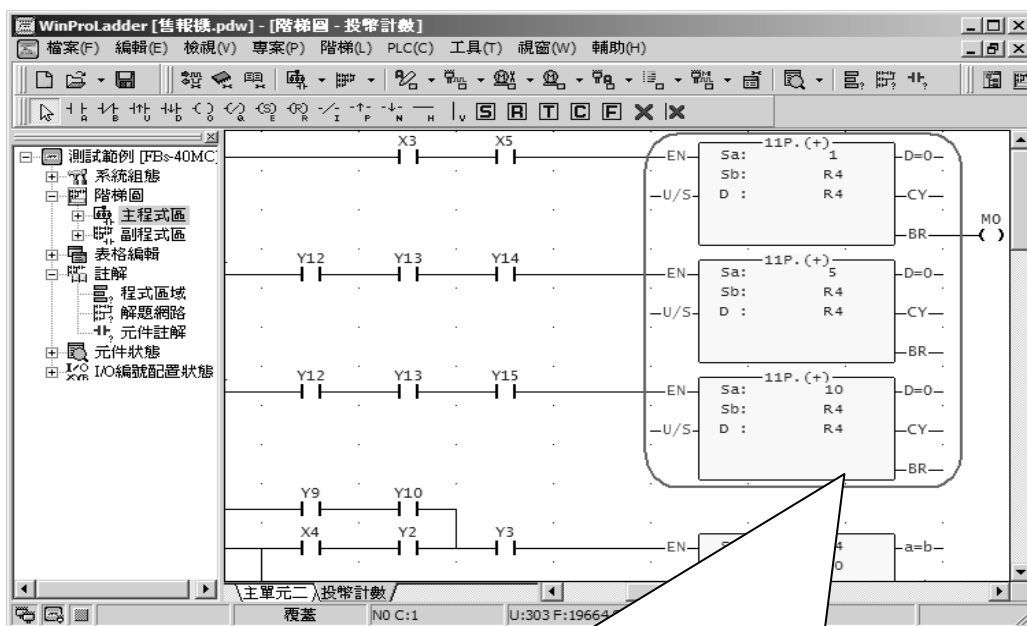 WinProLadder [售報機.pdw] - [階梯圖 - 投幣計數]
檔案(F) 編輯(E) 檢視(V) 專案(P) 階梯(L) PLC(C) 工具(T) 視窗(W) 輔助(H)
A B U D O Q E R I P N H V S R T C F
測試範例 [FBs-40MC]
系統組態
階梯圖
主程式區
副程式區
表格編輯
註解
程式區域
解題網路
元件註解
元件狀態
I/O編號配置狀態
X3 X5
11P.(+)
EN Sa: 1 D=0
Sb: R4
U/S D : R4 CY
BR M0
Y12 Y13 Y14
11P.(+)
EN Sa: 5 D=0
Sb: R4
U/S D : R4 CY
BR
Y12 Y13 Y15
11P.(+)
EN Sa: 10 D=0
Sb: R4
U/S D : R4 CY
BR
Y9 Y10
X4 Y2 Y3
EN a=b
主單元二 投幣計數
覆蓋 N0 C:1 U:303 F:19664